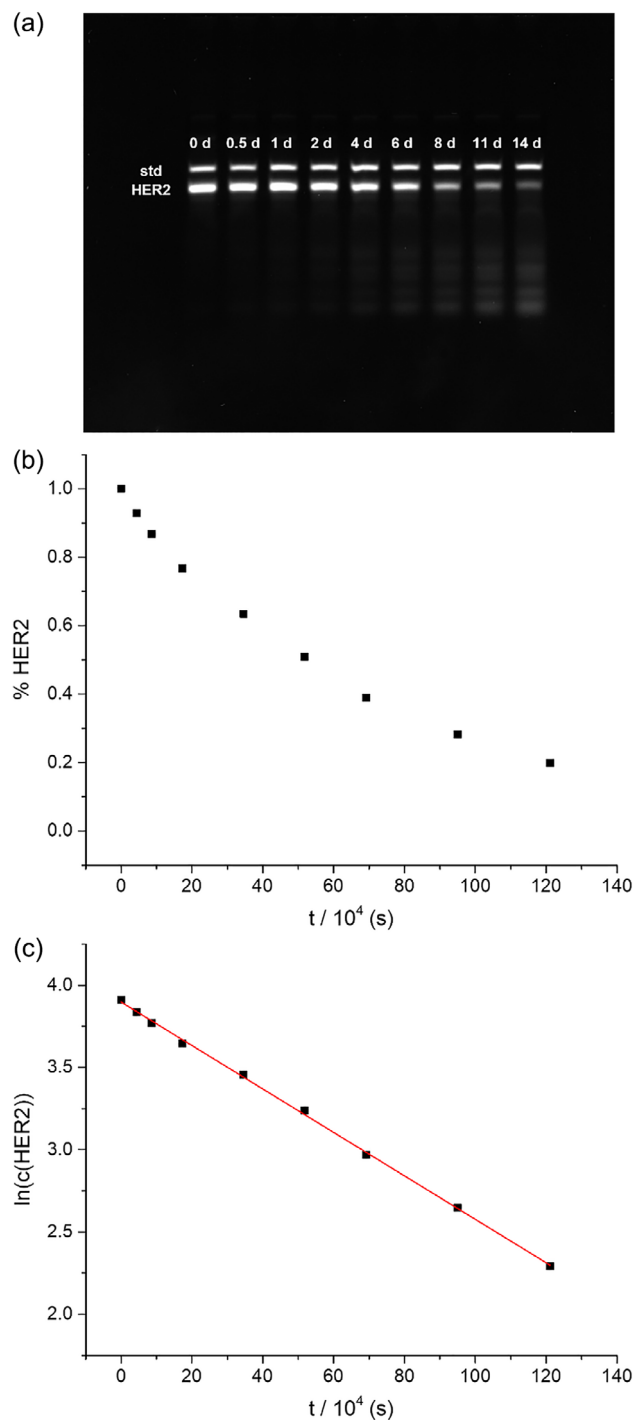 (a)
0 d 0.5 d 1 d 2 d 4 d 6 d 8 d 11 d 14 d
std
HER2
(b)
1.0
0.8
0.6
0.4
0.2
0.0
% HER2
0 20 40 60 80 100 120 140
t / 10⁴ (s)
(c)
4.0
3.5
3.0
2.5
2.0
ln(c(HER2))
0 20 40 60 80 100 120 140
t / 10⁴ (s)